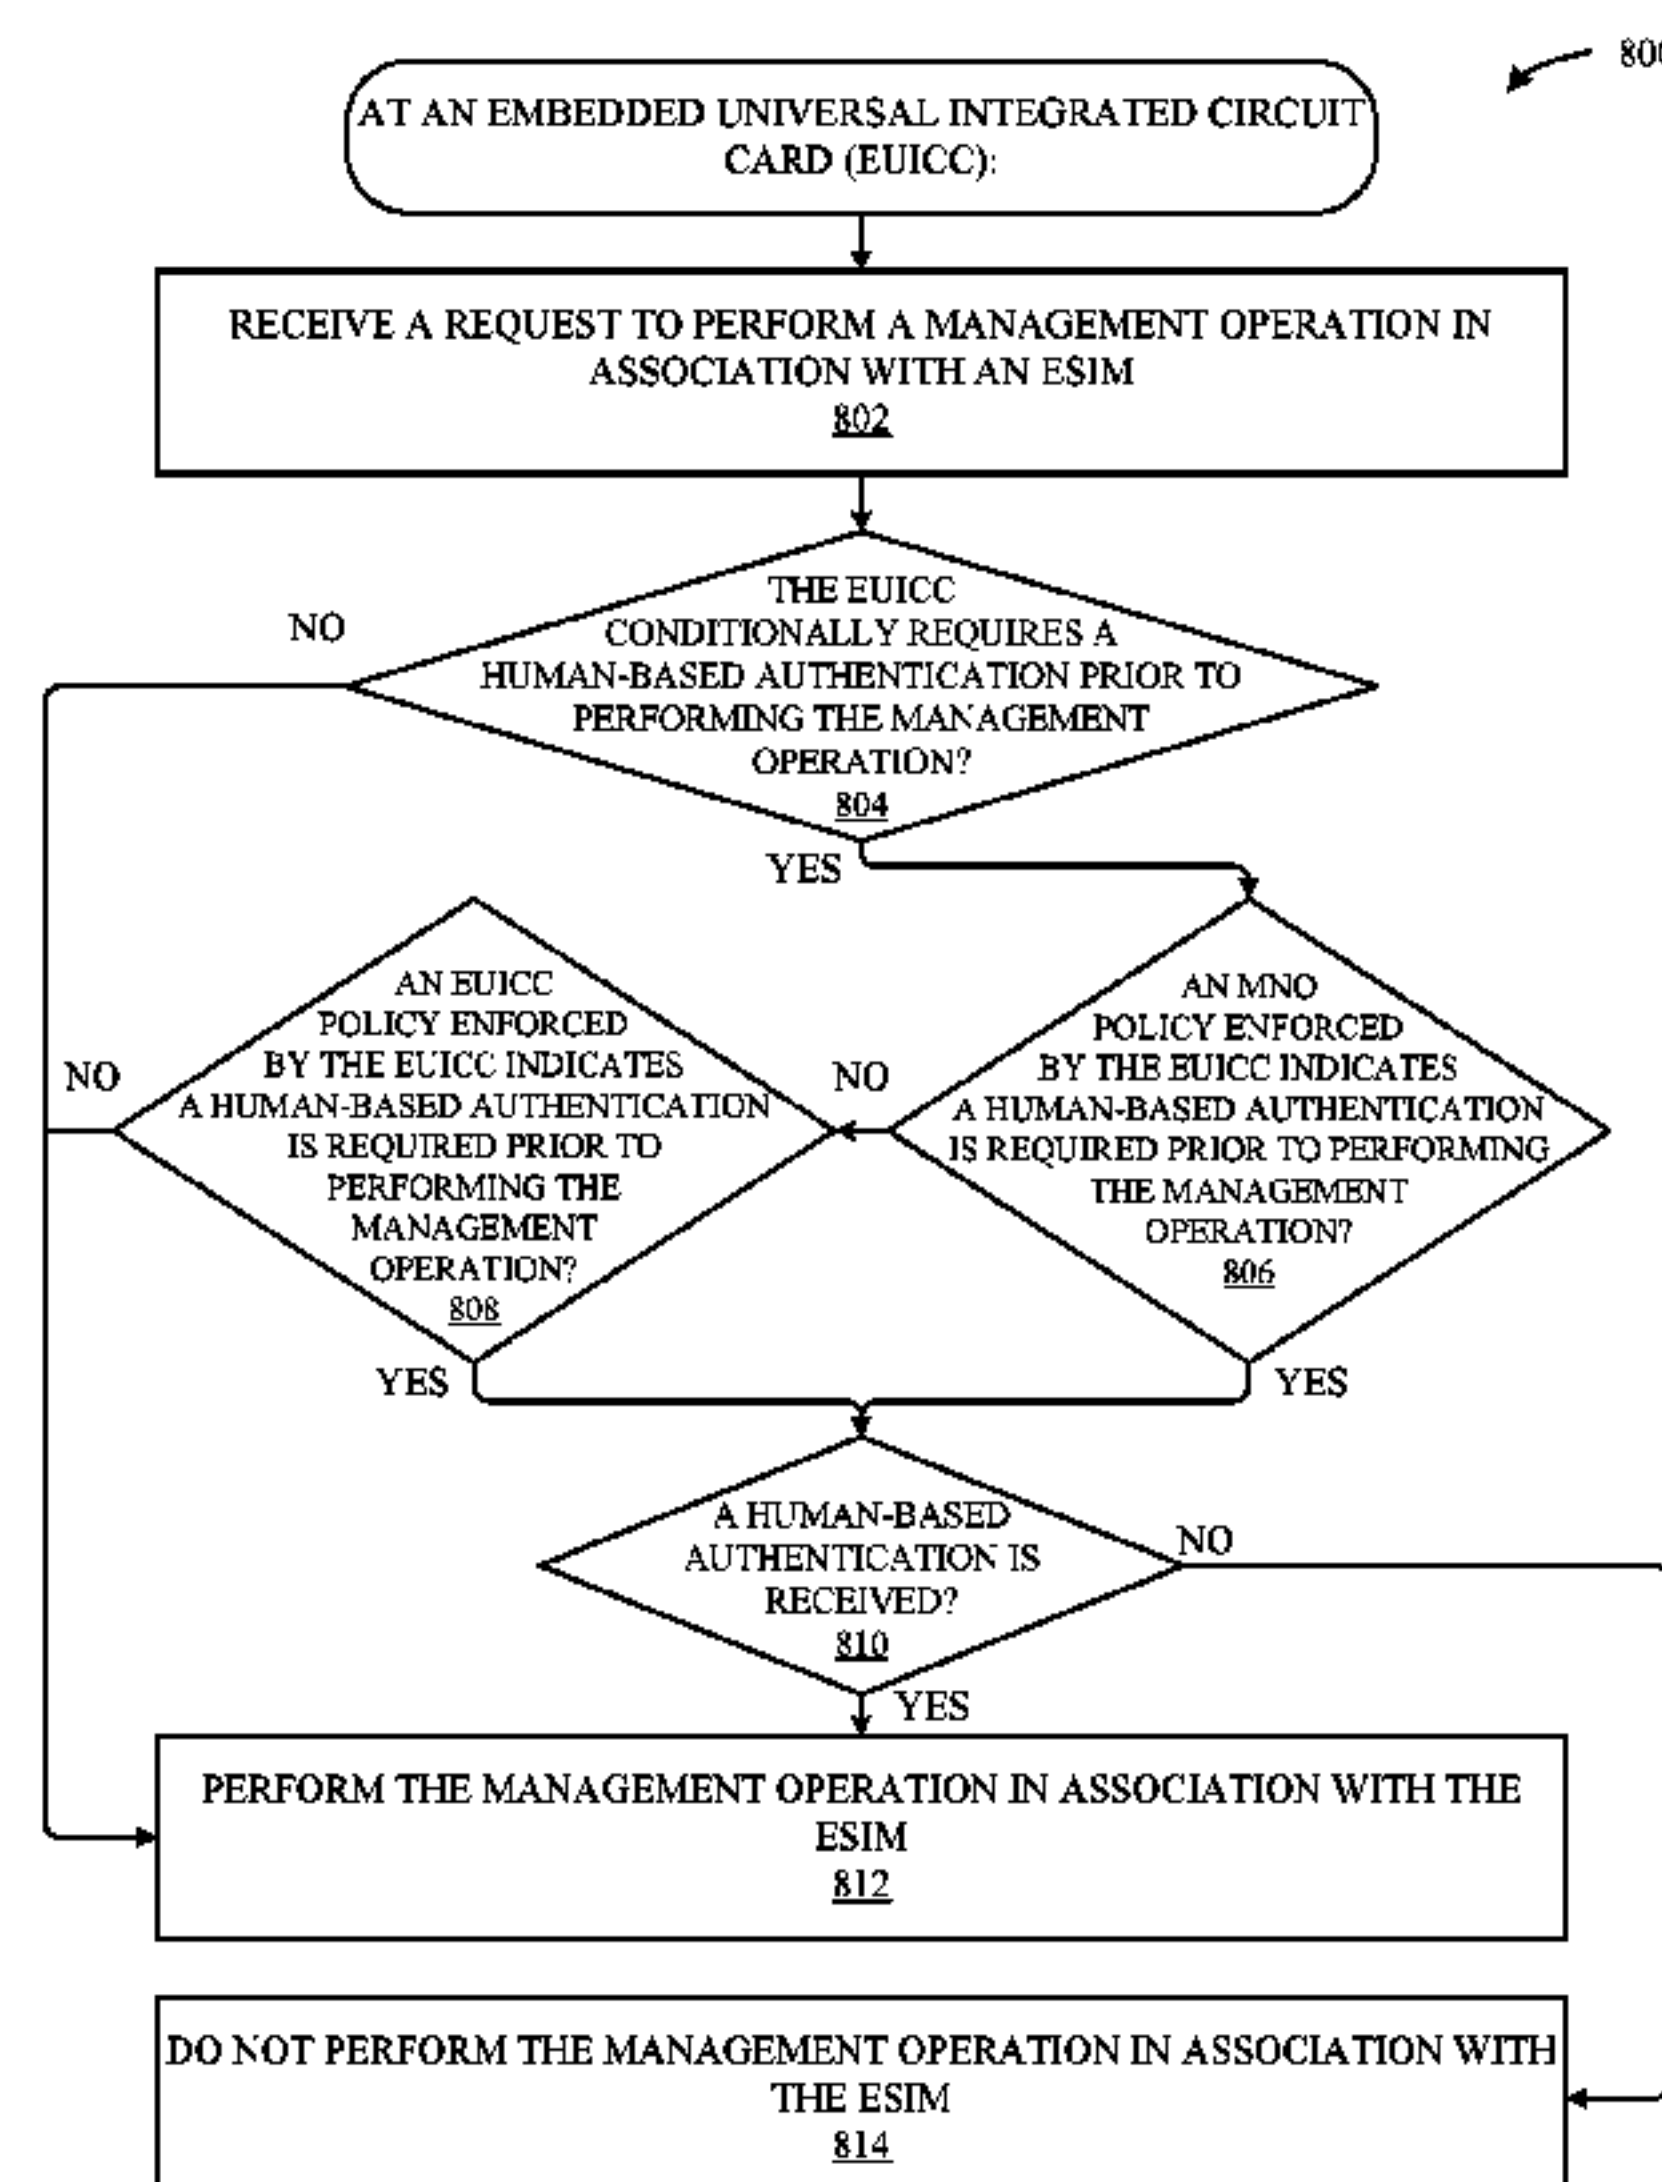 80
AT AN EMBEDDED UNIVERSAL INTEGRATED CIRCUIT
CARD (EUICC):
RECEIVE A REQUEST TO PERFORM A MANAGEMENT OPERATION IN
ASSOCIATION WITH AN ESIM
802
THE EUICC
CONDITIONALLY REQUIRES A
HUMAN-BASED AUTHENTICATION PRIOR TO
PERFORMING THE MANAGEMENT
OPERATION?
804
NO
YES
AN MNO
POLICY ENFORCED
BY THE EUICC INDICATES
A HUMAN-BASED AUTHENTICATION
IS REQUIRED PRIOR TO PERFORMING
THE MANAGEMENT
OPERATION?
806
NO
YES
AN EUICC
POLICY ENFORCED
BY THE EUICC INDICATES
A HUMAN-BASED AUTHENTICATION
IS REQUIRED PRIOR TO
PERFORMING THE
MANAGEMENT
OPERATION?
808
NO
YES
A HUMAN-BASED
AUTHENTICATION IS
RECEIVED?
810
NO
YES
PERFORM THE MANAGEMENT OPERATION IN ASSOCIATION WITH THE
ESIM
812
DO NOT PERFORM THE MANAGEMENT OPERATION IN ASSOCIATION WITH
THE ESIM
814